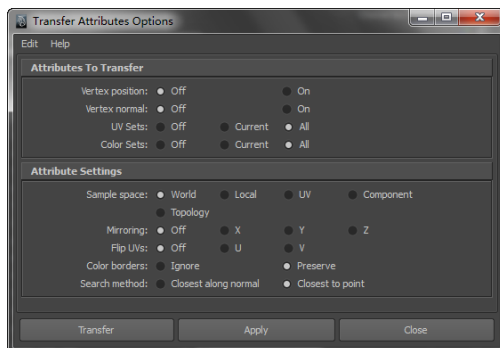 Transfer Attributes Options
Edit Help
Attributes To Transfer
Vertex position: Off On
Vertex normal: Off On
UV Sets: Off Current All
Color Sets: Off Current All
Attribute Settings
Sample space: World Local UV Component
Topology
Mirroring: Off X Y Z
Flip UVs: Off U V
Color borders: Ignore Preserve
Search method: Closest along normal Closest to point
Transfer Apply Close